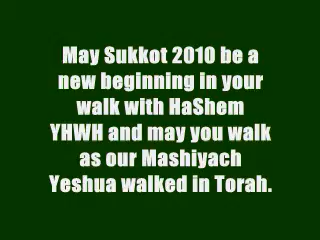 May Sukkot 2010 be a
new beginning in your
walk with HaShem
YHWH and may you walk
as our Mashiyach
Yeshua walked in Torah.